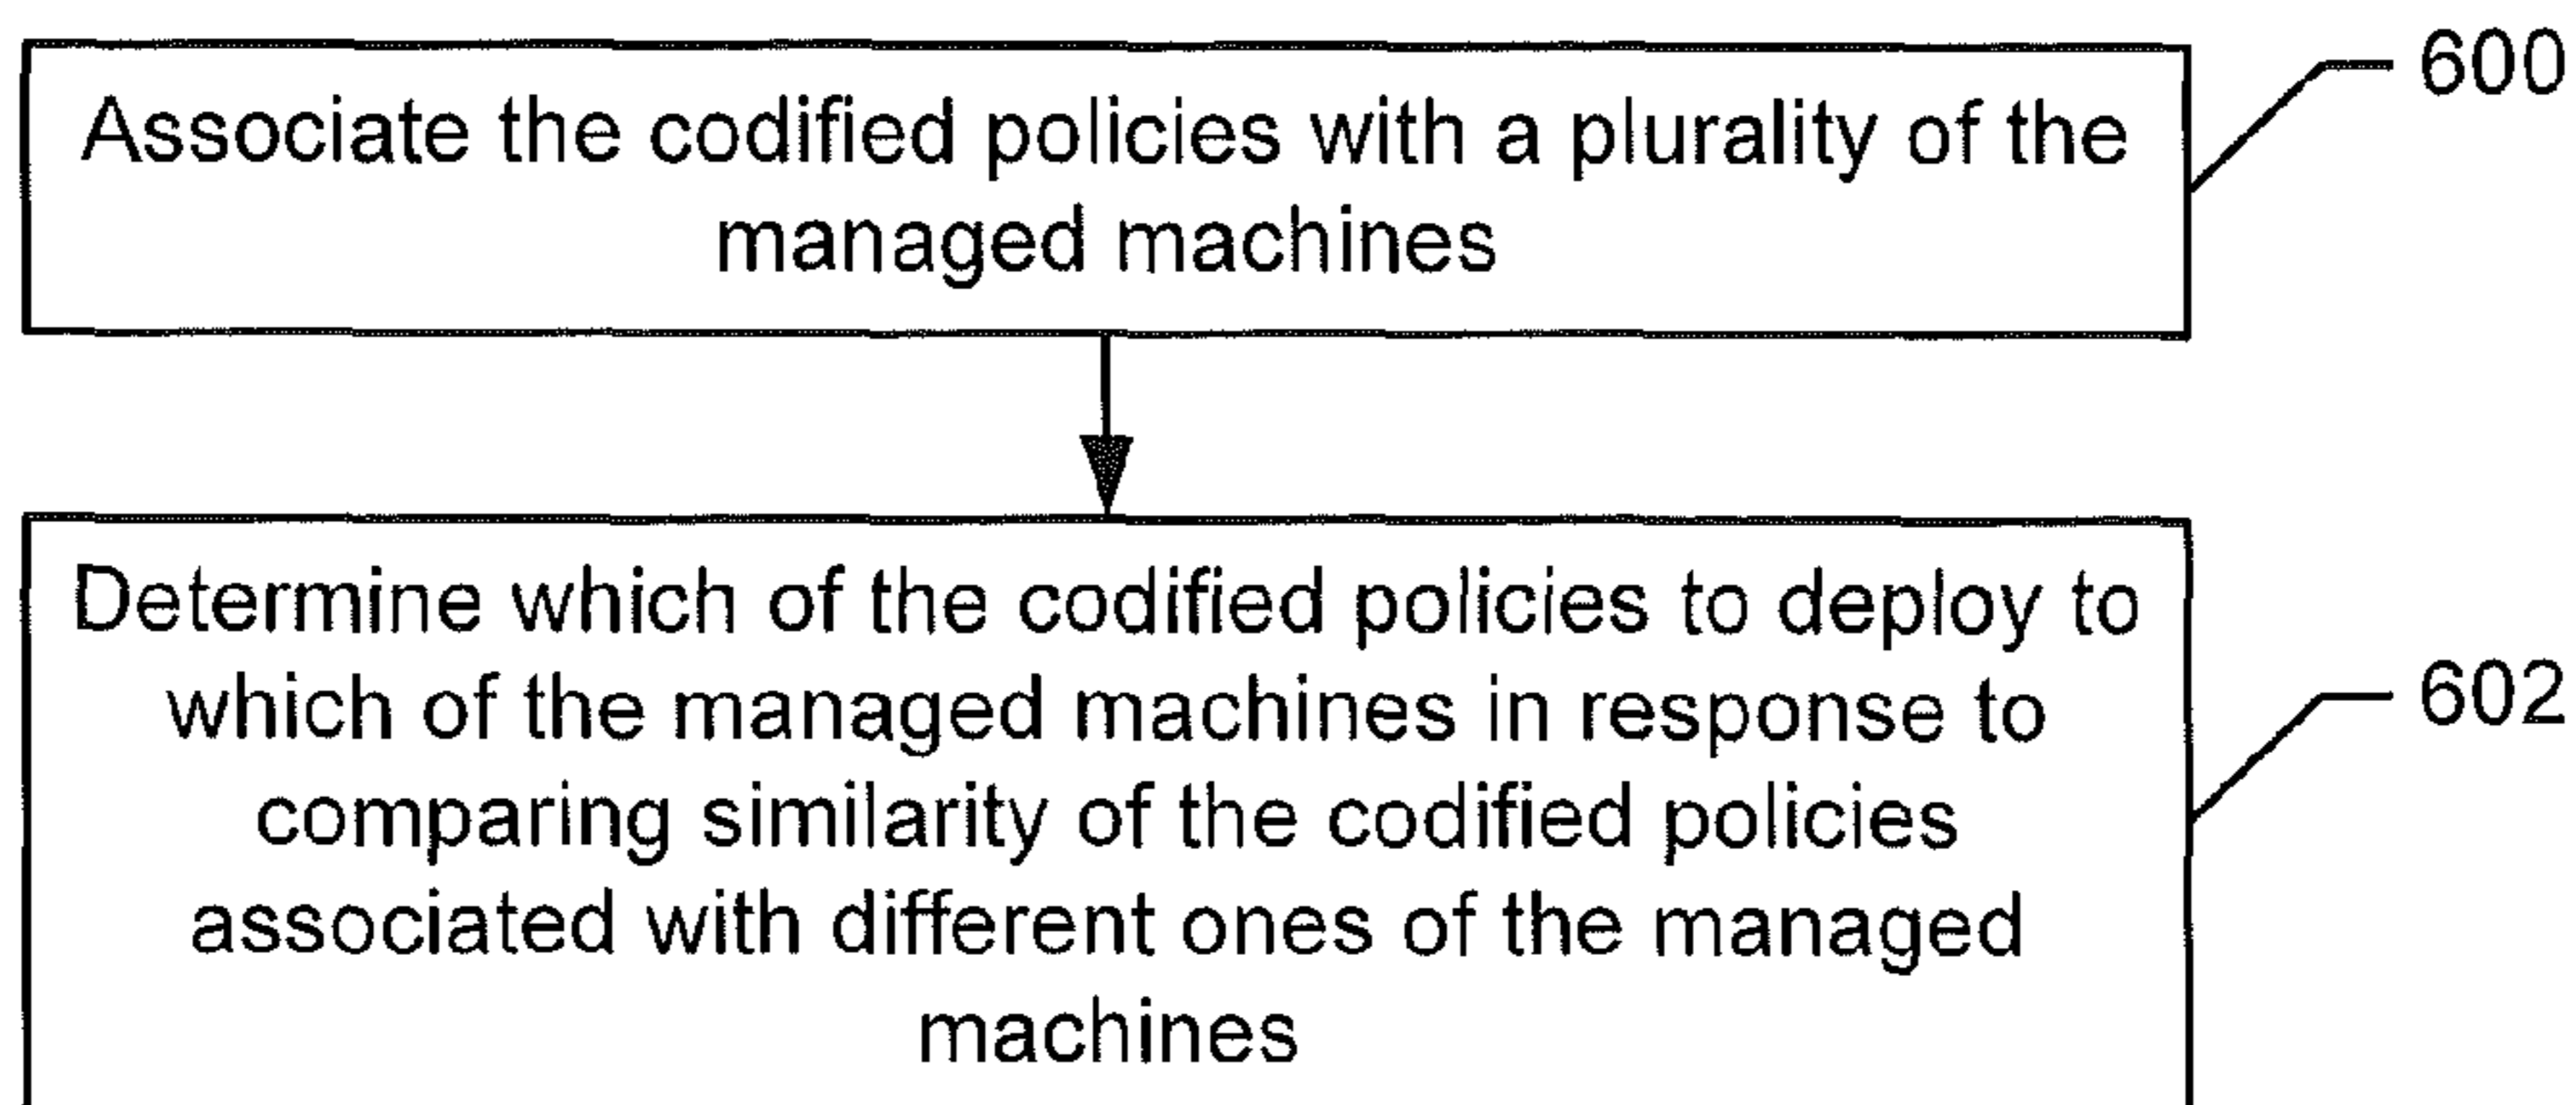 Associate the codified policies with a plurality of the
managed machines
600
Determine which of the codified policies to deploy to
which of the managed machines in response to
comparing similarity of the codified policies
associated with different ones of the managed
machines
602